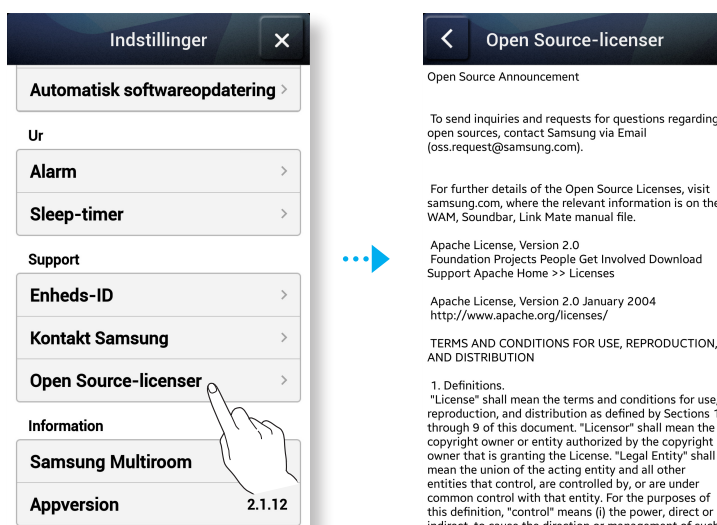 Indstillinger
Automatisk softwareopdatering
Ur
Alarm
Sleep-timer
Support
Enheds-ID
Kontakt Samsung
Open Source-licenser
Information
Samsung Multiroom
Appversion 2.1.12
Open Source-licenser
Open Source Announcement
To send inquiries and requests for questions regarding
open sources, contact Samsung via Email
(oss.request@samsung.com).
For further details of the Open Source Licenses, visit
samsung.com, where the relevant information is on the
WAM, Soundbar, Link Mate manual file.
Apache License, Version 2.0
Foundation Projects People Get Involved Download
Support Apache Home >> Licenses
Apache License, Version 2.0 January 2004
http://www.apache.org/licenses/
TERMS AND CONDITIONS FOR USE, REPRODUCTION,
AND DISTRIBUTION
1. Definitions.
"License" shall mean the terms and conditions for use,
reproduction, and distribution as defined by Sections 1
through 9 of this document. "Licensor" shall mean the
copyright owner or entity authorized by the copyright
owner that is granting the License. "Legal Entity" shall
mean the union of the acting entity and all other
entities that control, are controlled by, or are under
common control with that entity. For the purposes of
this definition, "control" means (i) the power, direct or
indirect, to cause the direction or management of such